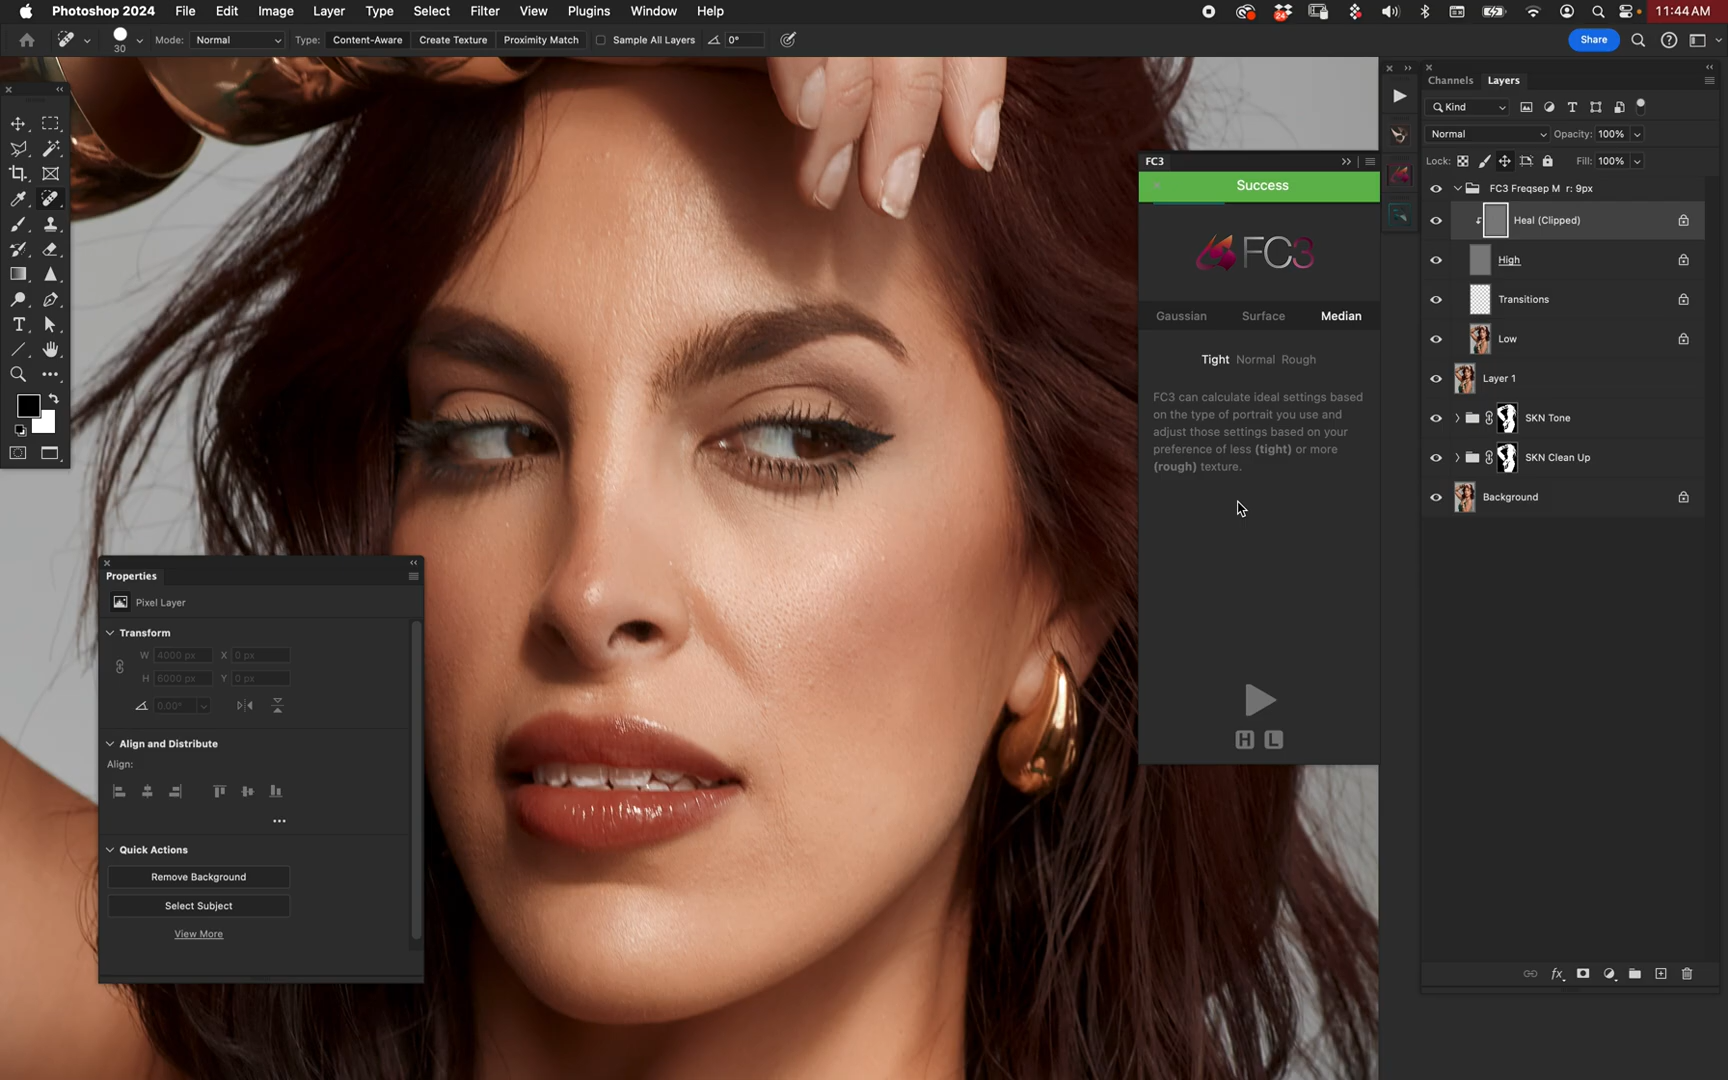 Photoshop 2024 File Edit Image Layer Type Select Filter View Plugins Window Help 24 11:44 AM
30 Mode: Normal Type: Content-Aware Create Texture Proximity Match Sample All Layers 0° Share
Channels Layers
Kind
Normal Opacity: 100%
Lock: Fill: 100%
FC3 Freqsep M r: 9px
Heal (Clipped)
High
Transitions
Low
Layer 1
SKN Tone
SKN Clean Up
Background
FC3
Success
FC3
Gaussian Surface Median
Tight Normal Rough
FC3 can calculate ideal settings based
on the type of portrait you use and
adjust those settings based on your
preference of less (tight) or more
(rough) texture.
H L
Properties
Pixel Layer
Transform
W 4000 px X 0 px
H 6000 px Y 0 px
0.00°
Align and Distribute
Align:
Quick Actions
Remove Background
Select Subject
View More